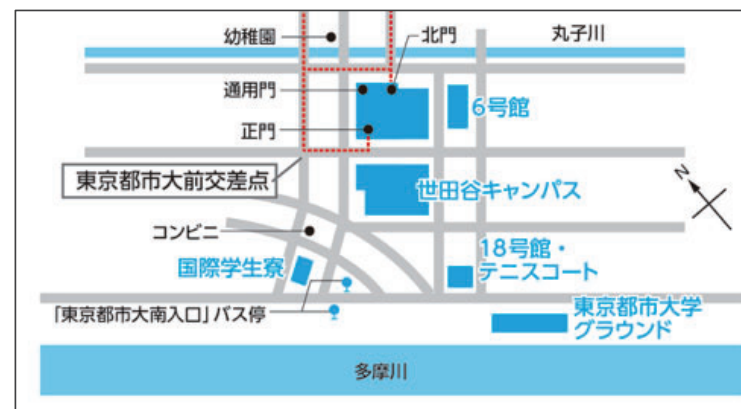 幼稚園
北門
丸子川
通用門
6号館
正門
東京都市大前交差点
世田谷キャンパス
N
コンビニ
18号館・
テニスコート
国際学生寮
「東京都市大南入口」バス停
東京都市大学
グラウンド
多摩川